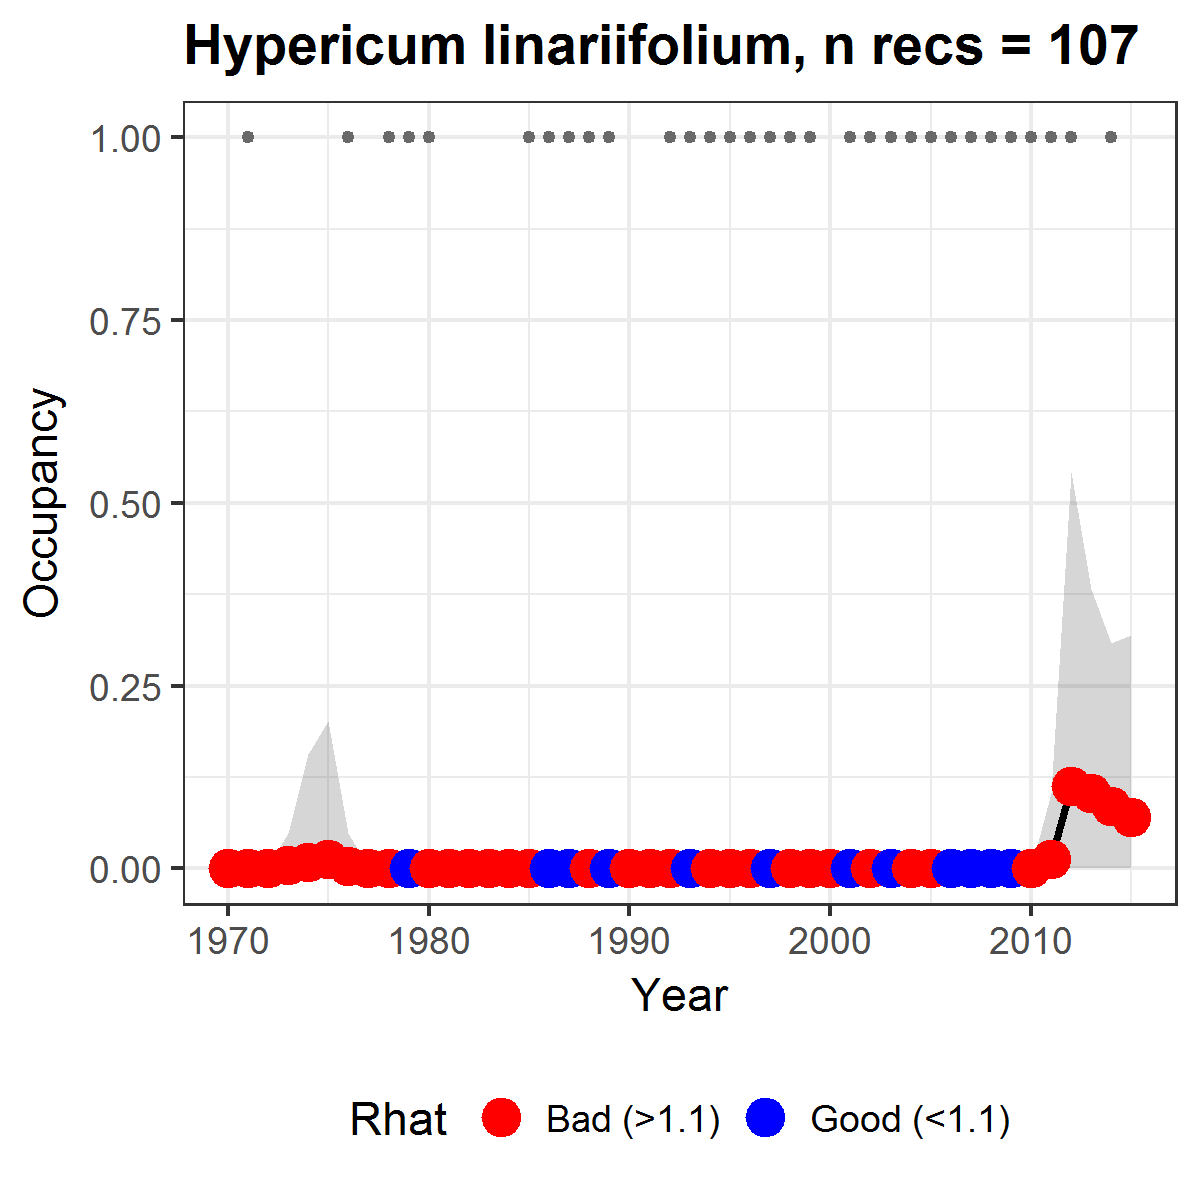 Hypericum linariifolium, n recs = 107
1.00
0.75
0.50
0.25
0.00
Occupancy
1970 1980 1990 2000 2010
Year
Rhat Bad (>1.1) Good (<1.1)